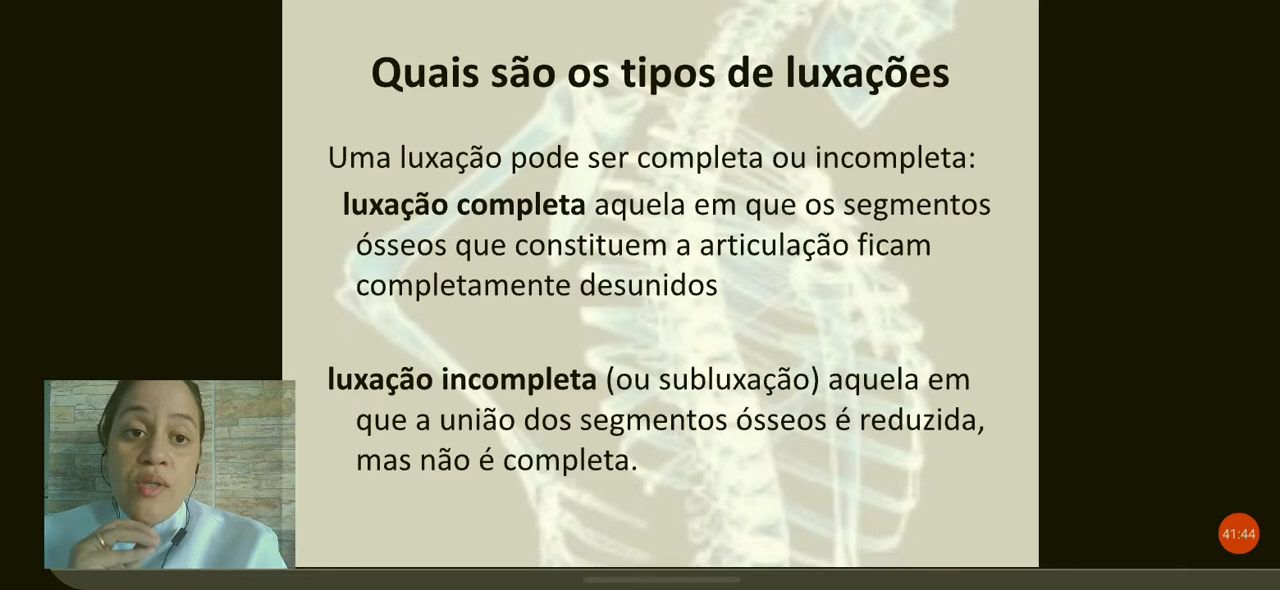 Quais são os tipos de luxações
Uma luxação pode ser completa ou incompleta:
luxação completa aquela em que os segmentos
ósseos que constituem a articulação ficam
completamente desunidos
luxação incompleta (ou subluxação) aquela em
que a união dos segmentos ósseos é reduzida,
mas não é completa.
41:44